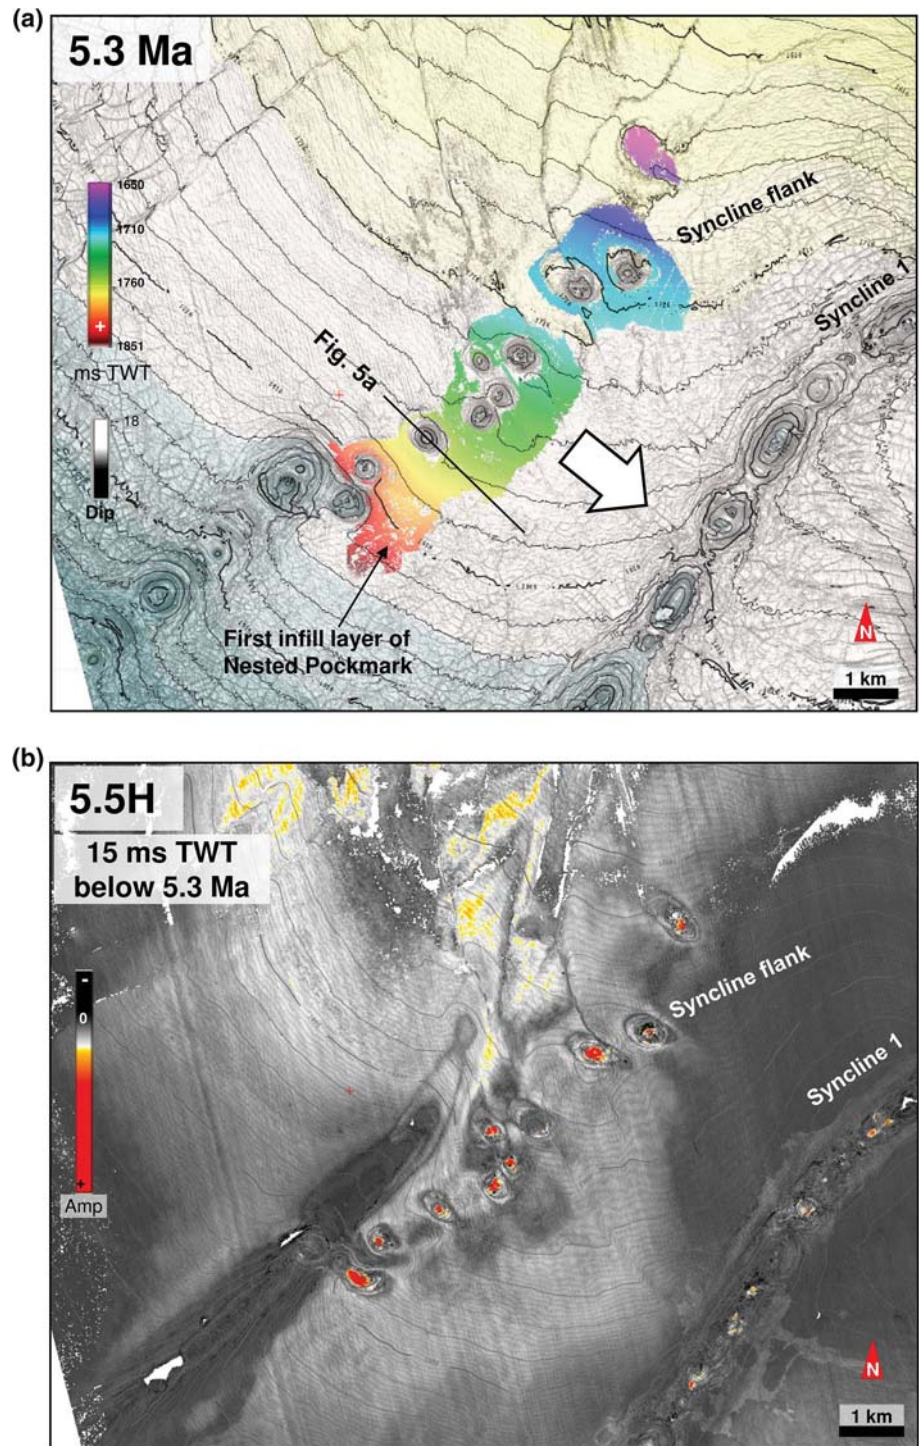 (a)
5.3 Ma
Syncline flank
Syncline 1
1660
1710
1760
+
1851
ms TWT
Fig. 5a
18
Dip
First infill layer of
Nested Pockmark
N
1 km
(b)
5.5H
15 ms TWT
below 5.3 Ma
Syncline flank
Syncline 1
-
0
+
Amp
N
1 km